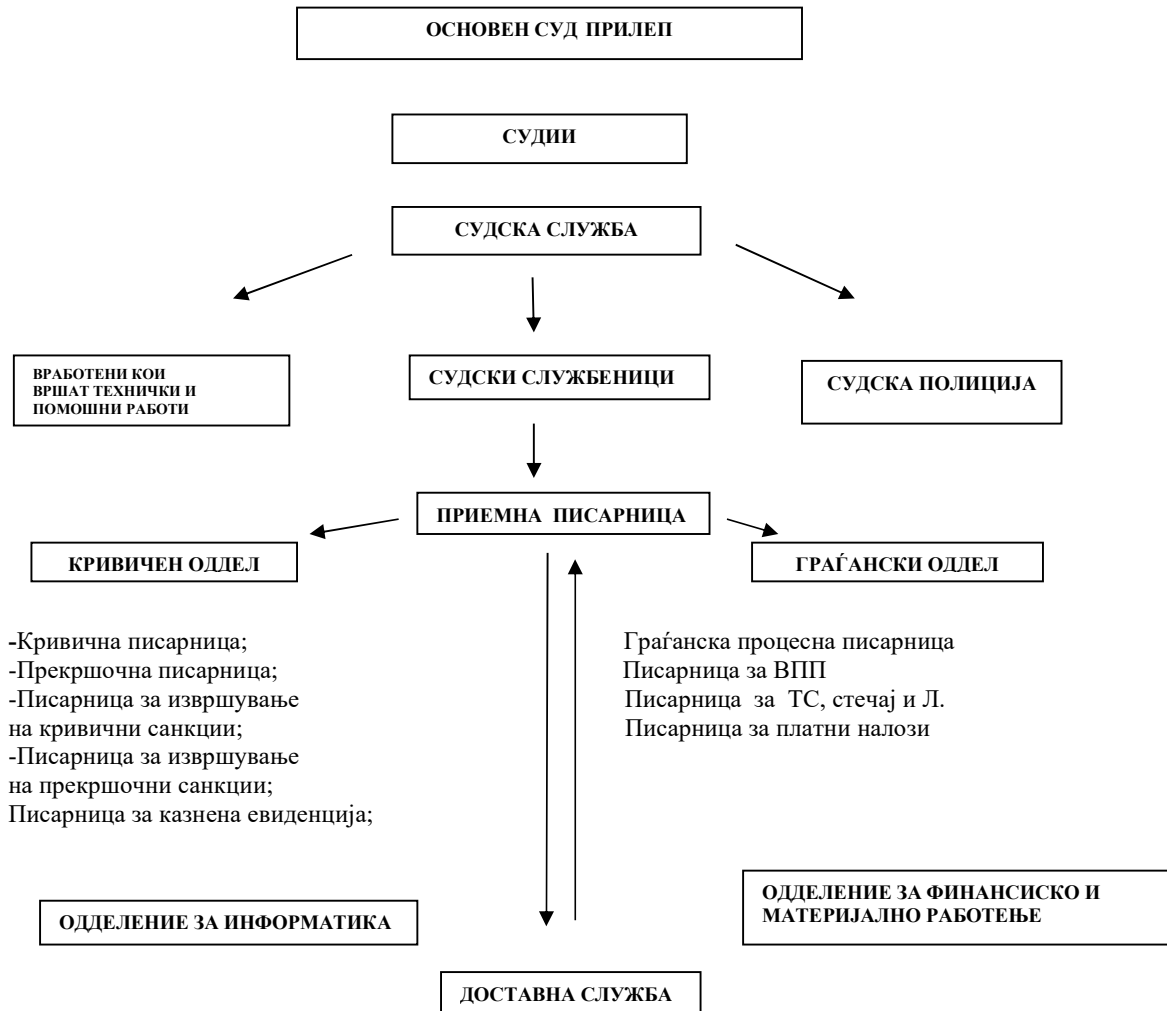 ОСНОВЕН СУД ПРИЛЕП
СУДИИ
СУДСКА СЛУЖБА
ВРАБОТЕНИ КОИ
ВРШАТ ТЕХНИЧКИ И
ПОМОШНИ РАБОТИ
СУДСКИ СЛУЖБЕНИЦИ
СУДСКА ПОЛИЦИЈА
ПРИЕМНА ПИСАРНИЦА
КРИВИЧЕН ОДДЕЛ
ГРАЃАНСКИ ОДДЕЛ
-Кривична писарница;
-Прекршочна писарница;
-Писарница за извршување
на кривични санкции;
-Писарница за извршување
на прекршочни санкции;
Писарница за казнена евиденција;
Граѓанска процесна писарница
Писарница за ВПП
Писарница за ТС, стечај и Л.
Писарница за платни налози
ОДДЕЛЕНИЕ ЗА ИНФОРМАТИКА
ОДДЕЛЕНИЕ ЗА ФИНАНСИСКО И
МАТЕРИЈАЛНО РАБОТЕЊЕ
ДОСТАВНА СЛУЖБА